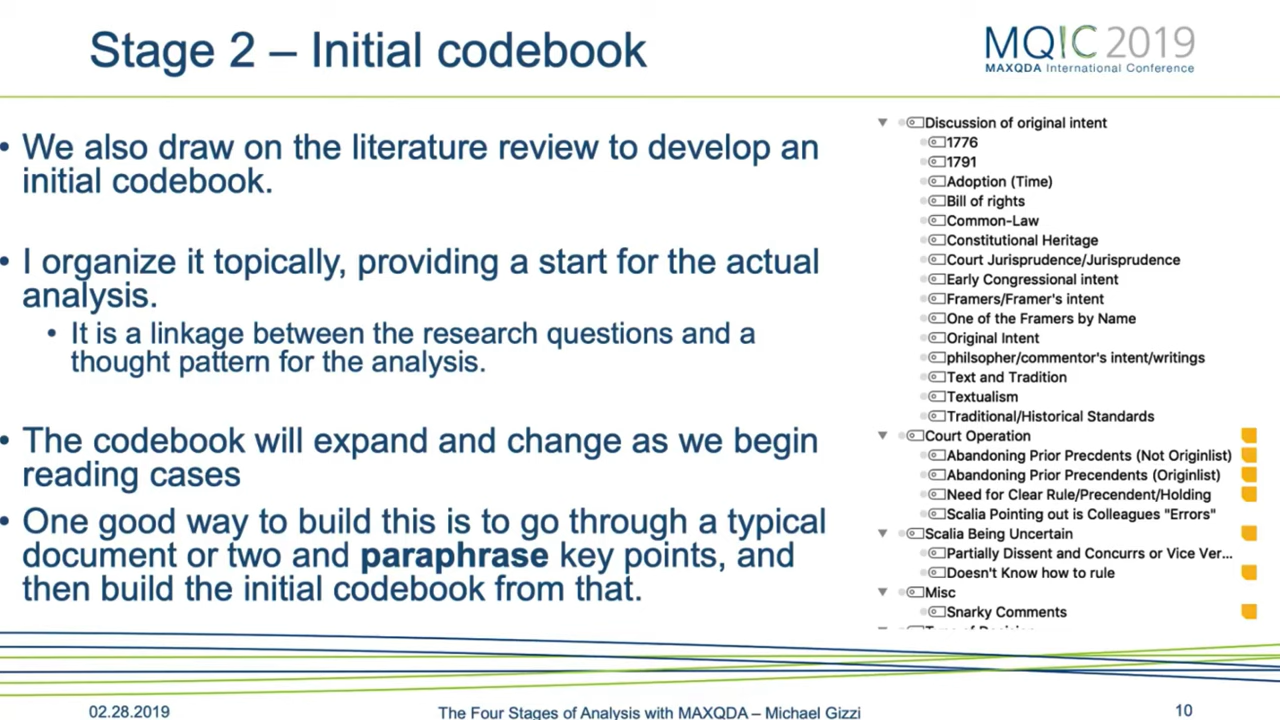 Stage 2 – Initial codebook
MQIC 2019
MAXQDA International Conference
• We also draw on the literature review to develop an
initial codebook.
• I organize it topically, providing a start for the actual
analysis.
• It is a linkage between the research questions and a
thought pattern for the analysis.
• The codebook will expand and change as we begin
reading cases
• One good way to build this is to go through a typical
document or two and paraphrase key points, and
then build the initial codebook from that.
Discussion of original intent
1776
1791
Adoption (Time)
Bill of rights
Common-Law
Constitutional Heritage
Court Jurisprudence/Jurisprudence
Early Congressional intent
Framers/Framer's intent
One of the Framers by Name
Original Intent
philsopher/commentor's intent/writings
Text and Tradition
Textualism
Traditional/Historical Standards
Court Operation
Abandoning Prior Precdents (Not Originlist)
Abandoning Prior Precendents (Originlist)
Need for Clear Rule/Precendent/Holding
Scalia Pointing out is Colleagues "Errors"
Scalia Being Uncertain
Partially Dissent and Concurrs or Vice Ver...
Doesn't Know how to rule
Misc
Snarky Comments
02.28.2019
The Four Stages of Analysis with MAXQDA – Michael Gizzi
10